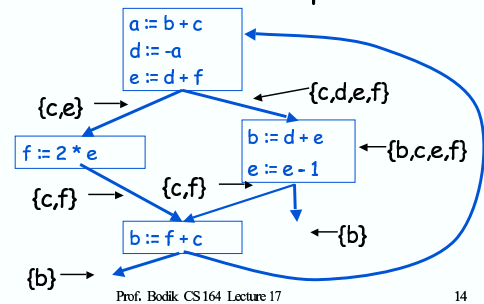 a := b + c
d := -a
e := d + f
{c,e}
{c,d,e,f}
f := 2 * e
b := d + e
e := e - 1
{b,c,e,f}
{c,f}
{c,f}
b := f + c
{b}
{b}
Prof. Bodik CS 164 Lecture 17
14